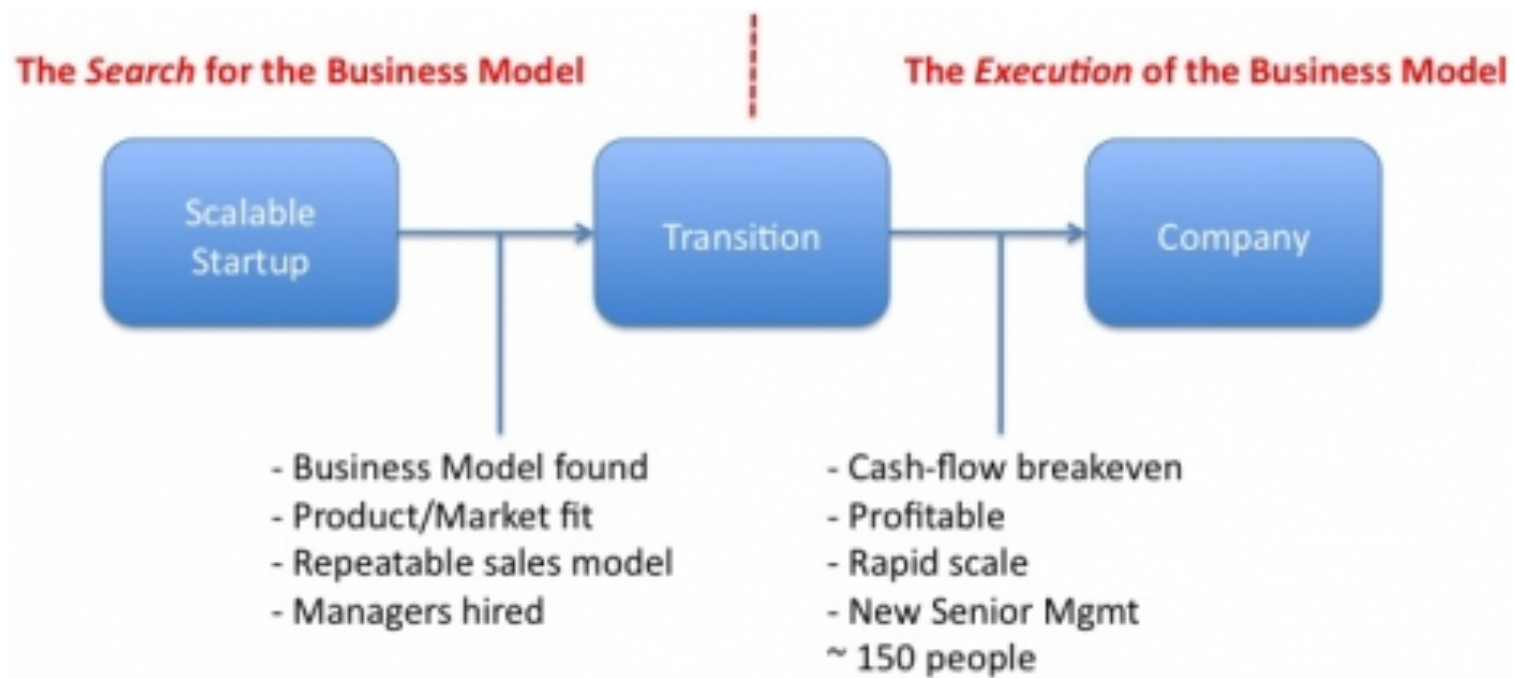 The Search for the Business Model
The Execution of the Business Model
Scalable
Startup
Transition
Company
- Business Model found
- Product/Market fit
- Repeatable sales model
- Managers hired
- Cash-flow breakeven
- Profitable
- Rapid scale
- New Senior Mgmt
~ 150 people